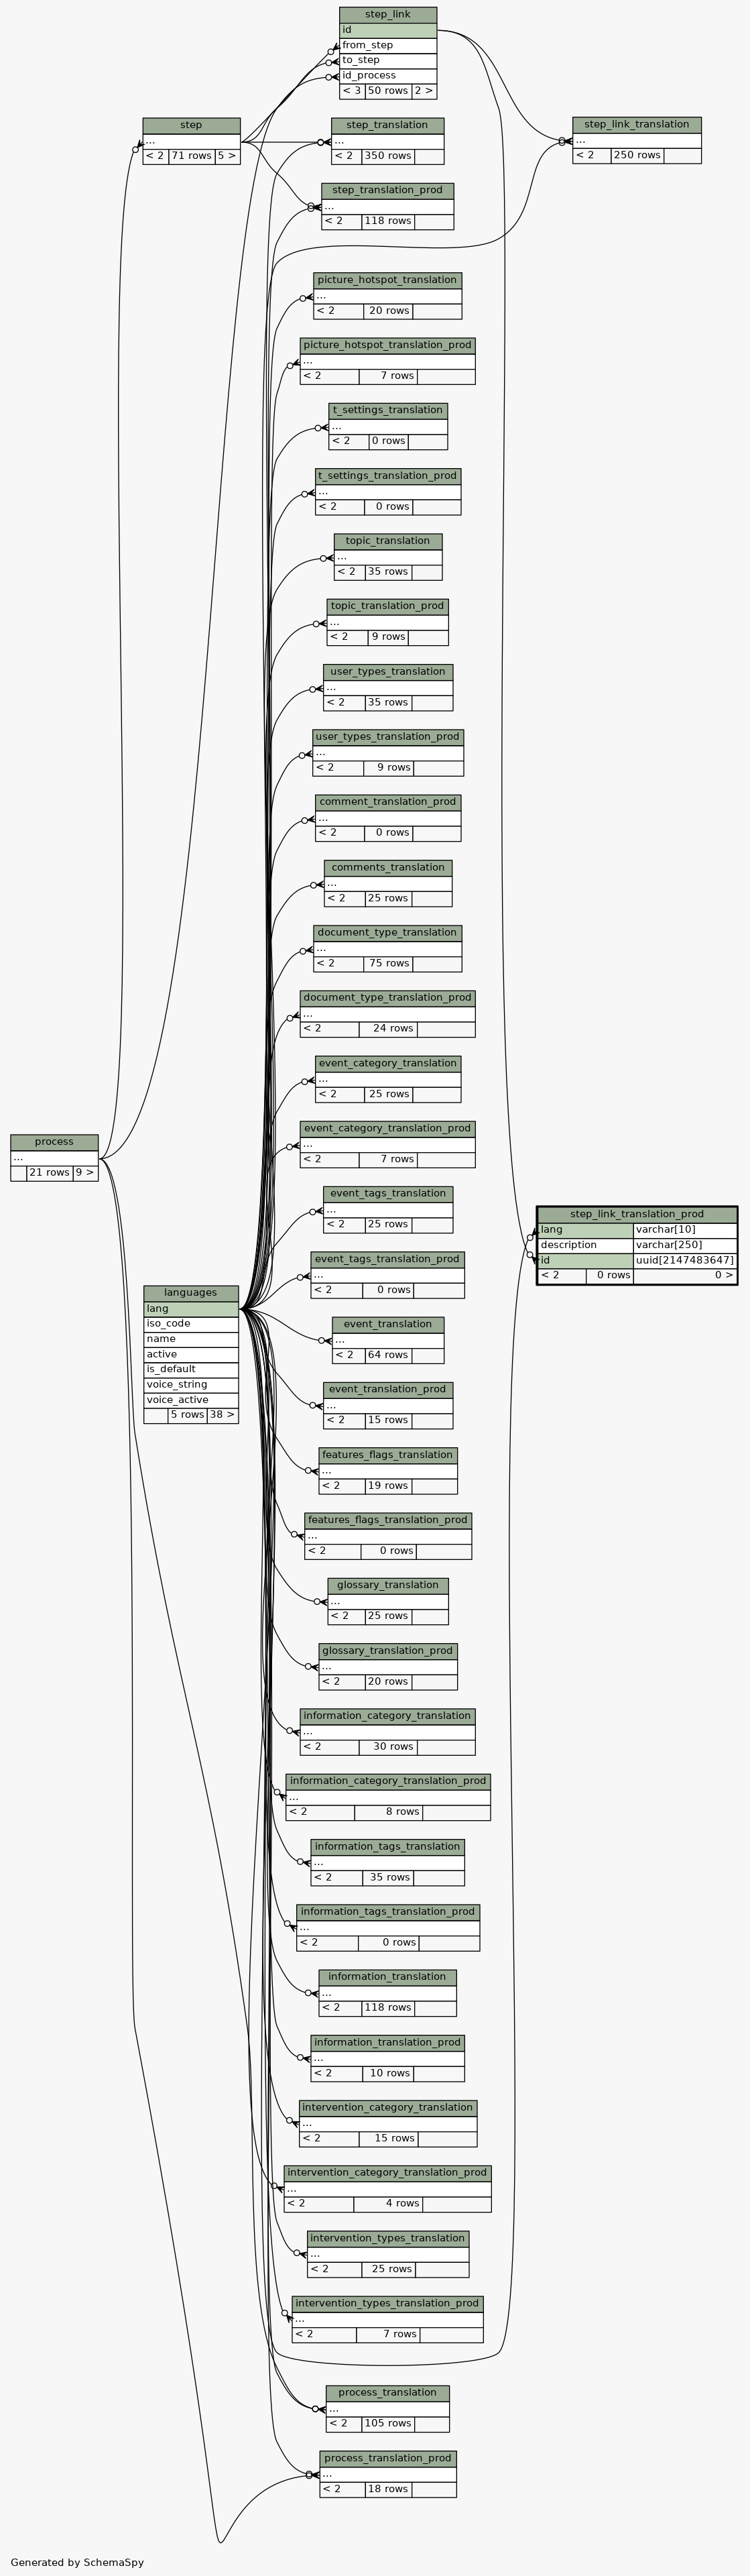 step_link
id
from_step
to_step
id_process
< 3 50 rows 2 >
step
...
< 2 71 rows 5 >
step_translation
...
< 2 350 rows
step_link_translation
...
< 2 250 rows
step_translation_prod
...
< 2 118 rows
picture_hotspot_translation
...
< 2 20 rows
picture_hotspot_translation_prod
...
< 2 7 rows
t_settings_translation
...
< 2 0 rows
t_settings_translation_prod
...
< 2 0 rows
topic_translation
...
< 2 35 rows
topic_translation_prod
...
< 2 9 rows
user_types_translation
...
< 2 35 rows
user_types_translation_prod
...
< 2 9 rows
comment_translation_prod
...
< 2 0 rows
comments_translation
...
< 2 25 rows
document_type_translation
...
< 2 75 rows
document_type_translation_prod
...
< 2 24 rows
event_category_translation
...
< 2 25 rows
event_category_translation_prod
...
< 2 7 rows
process
...
21 rows 9 >
event_tags_translation
...
< 2 25 rows
step_link_translation_prod
lang varchar[10]
description varchar[250]
id uuid[2147483647]
< 2 0 rows 0 >
event_tags_translation_prod
...
< 2 0 rows
languages
lang
iso_code
name
active
is_default
voice_string
voice_active
5 rows 38 >
event_translation
...
< 2 64 rows
event_translation_prod
...
< 2 15 rows
features_flags_translation
...
< 2 19 rows
features_flags_translation_prod
...
< 2 0 rows
glossary_translation
...
< 2 25 rows
glossary_translation_prod
...
< 2 20 rows
information_category_translation
...
< 2 30 rows
information_category_translation_prod
...
< 2 8 rows
information_tags_translation
...
< 2 35 rows
information_tags_translation_prod
...
< 2 0 rows
information_translation
...
< 2 118 rows
information_translation_prod
...
< 2 10 rows
intervention_category_translation
...
< 2 15 rows
intervention_category_translation_prod
...
< 2 4 rows
intervention_types_translation
...
< 2 25 rows
intervention_types_translation_prod
...
< 2 7 rows
process_translation
...
< 2 105 rows
process_translation_prod
...
< 2 18 rows
Generated by SchemaSpy